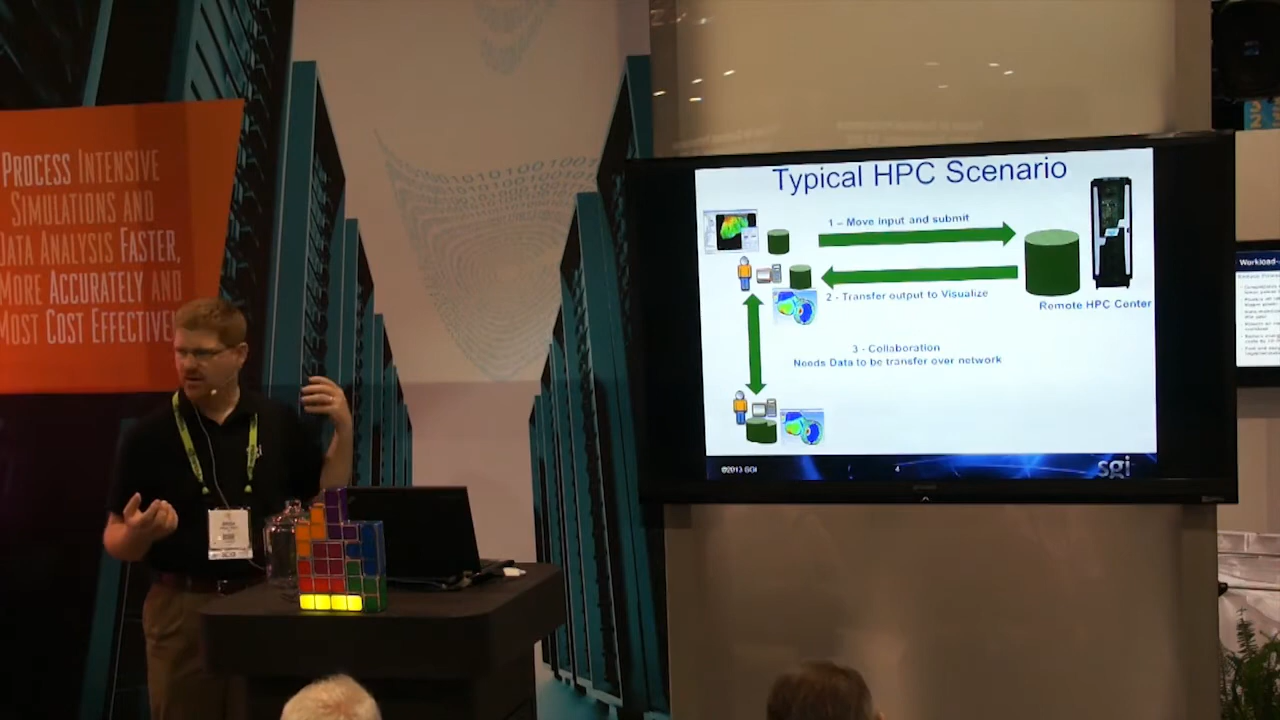 PROCESS INTENSIVE
SIMULATIONS AND
DATA ANALYSIS FASTER,
MORE ACCURATELY AND
MOST COST EFFECTIVE
Typical HPC Scenario
1 – Move input and submit
2 - Transfer output to Visualize
Remote HPC Center
3 - Collaboration
Needs Data to be transfer over network
©2013 SGI
4
sgi
Workload-